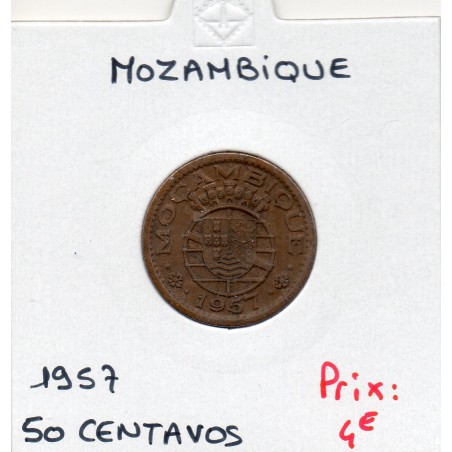 MOZAMBIQUE
MOÇAMBIQUE
1957
1957
50 CENTAVOS
Prix:
4€